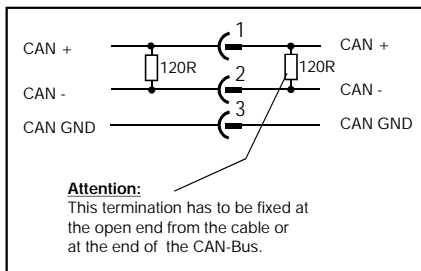 1
CAN + CAN +
120R 120R
2
CAN - CAN -
3
CAN GND CAN GND
Attention:
This termination has to be fixed at
the open end from the cable or
at the end of the CAN-Bus.